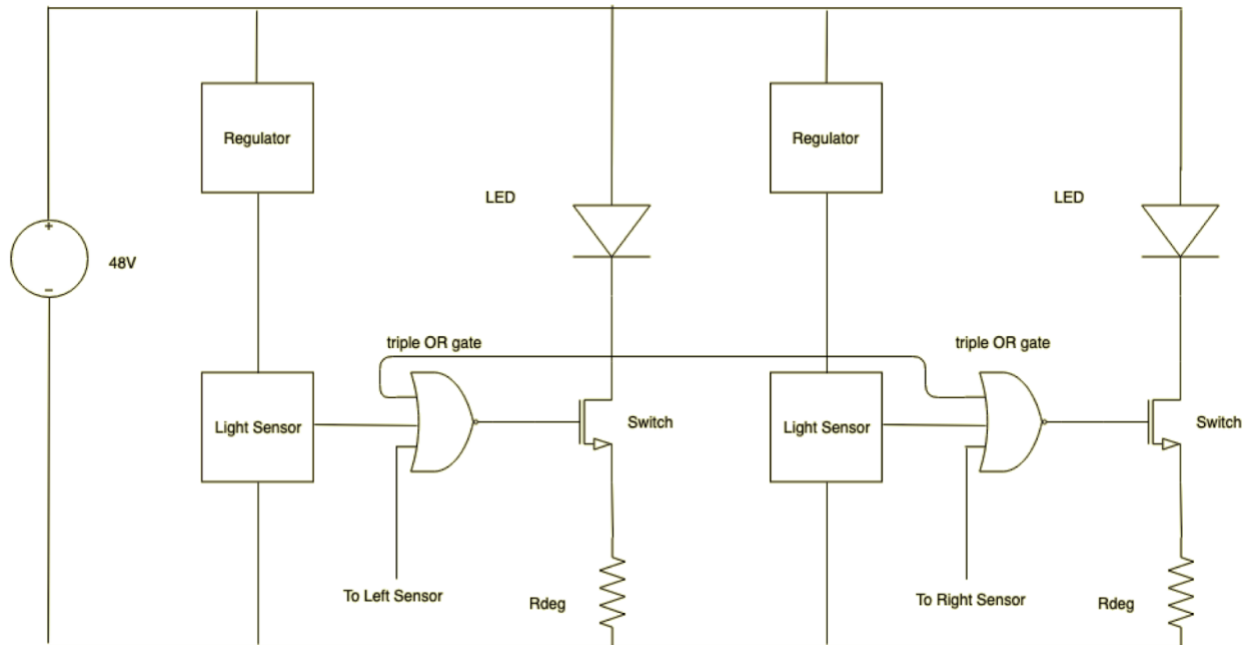 Regulator
Regulator
LED
LED
+
48V
−
triple OR gate
triple OR gate
Light Sensor
Switch
Light Sensor
Switch
To Left Sensor
Rdeg
To Right Sensor
Rdeg